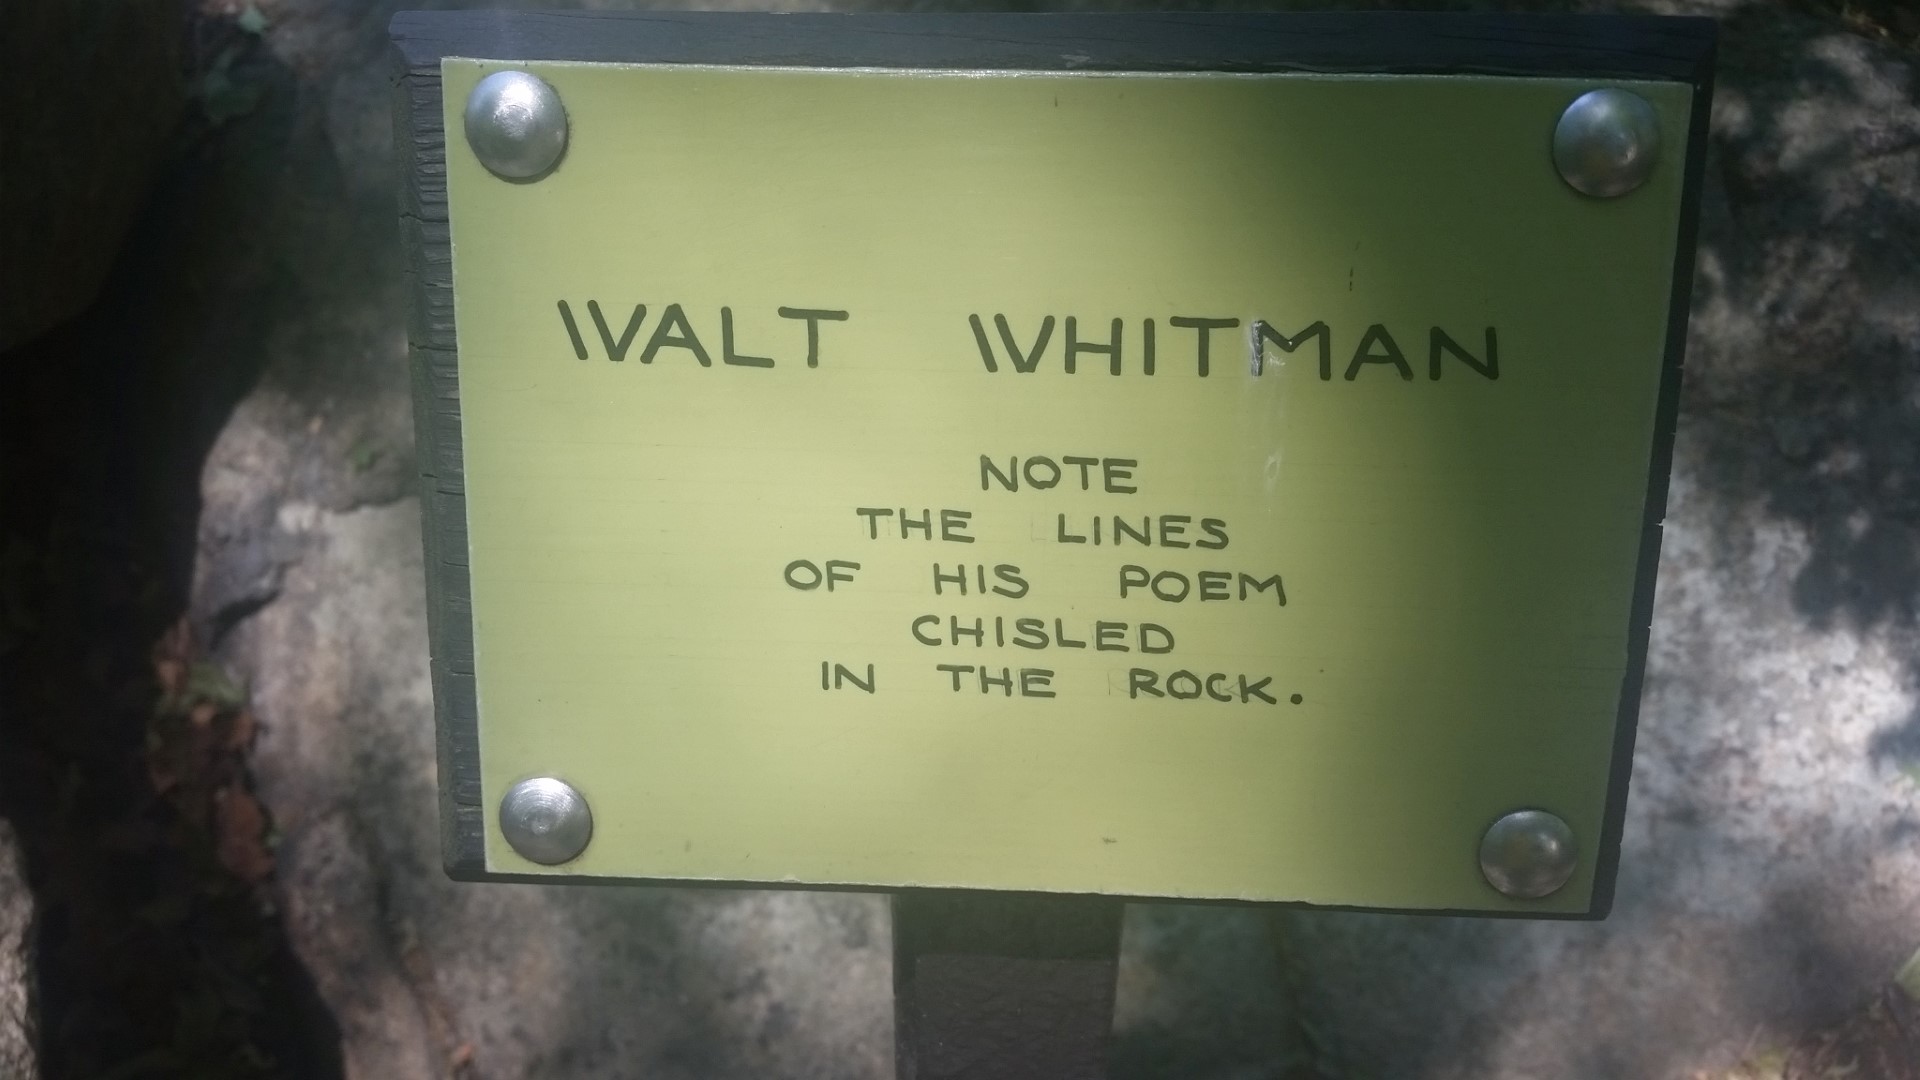 WALT WHITMAN
NOTE
THE LINES
OF HIS POEM
CHISLED
IN THE ROCK.